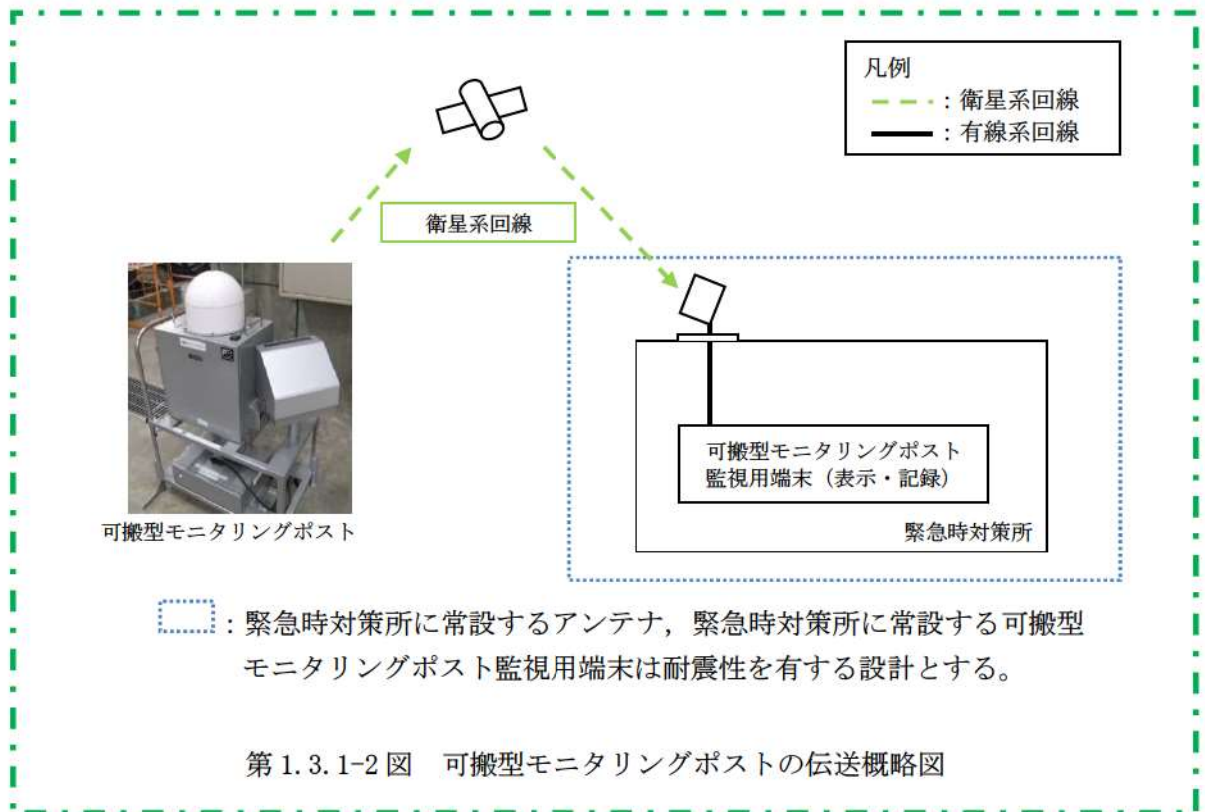 凡例
：衛星系回線
：有線系回線
衛星系回線
可搬型モニタリングポスト
可搬型モニタリングポスト
監視用端末（表示・記録）
緊急時対策所
：緊急時対策所に常設するアンテナ，緊急時対策所に常設する可搬型
モニタリングポスト監視用端末は耐震性を有する設計とする。
第1.3.1-2図　可搬型モニタリングポストの伝送概略図